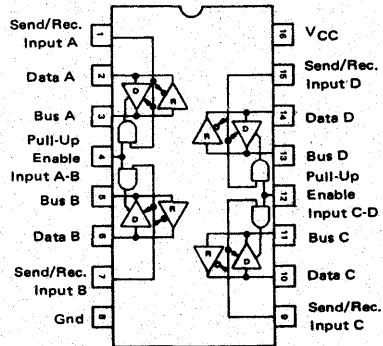 Send/Rec.
Input A
1
Data A
2
Bus A
3
Pull-Up
Enable
Input A-B
4
Bus B
5
Data B
6
Send/Rec.
Input B
7
Gnd
8
16
VCC
15
Send/Rec.
Input D
14
Data D
13
Bus D
12
Pull-Up
Enable
Input C-D
11
Bus C
10
Data C
9
Send/Rec.
Input C
D
R
R
D
D
R
R
D